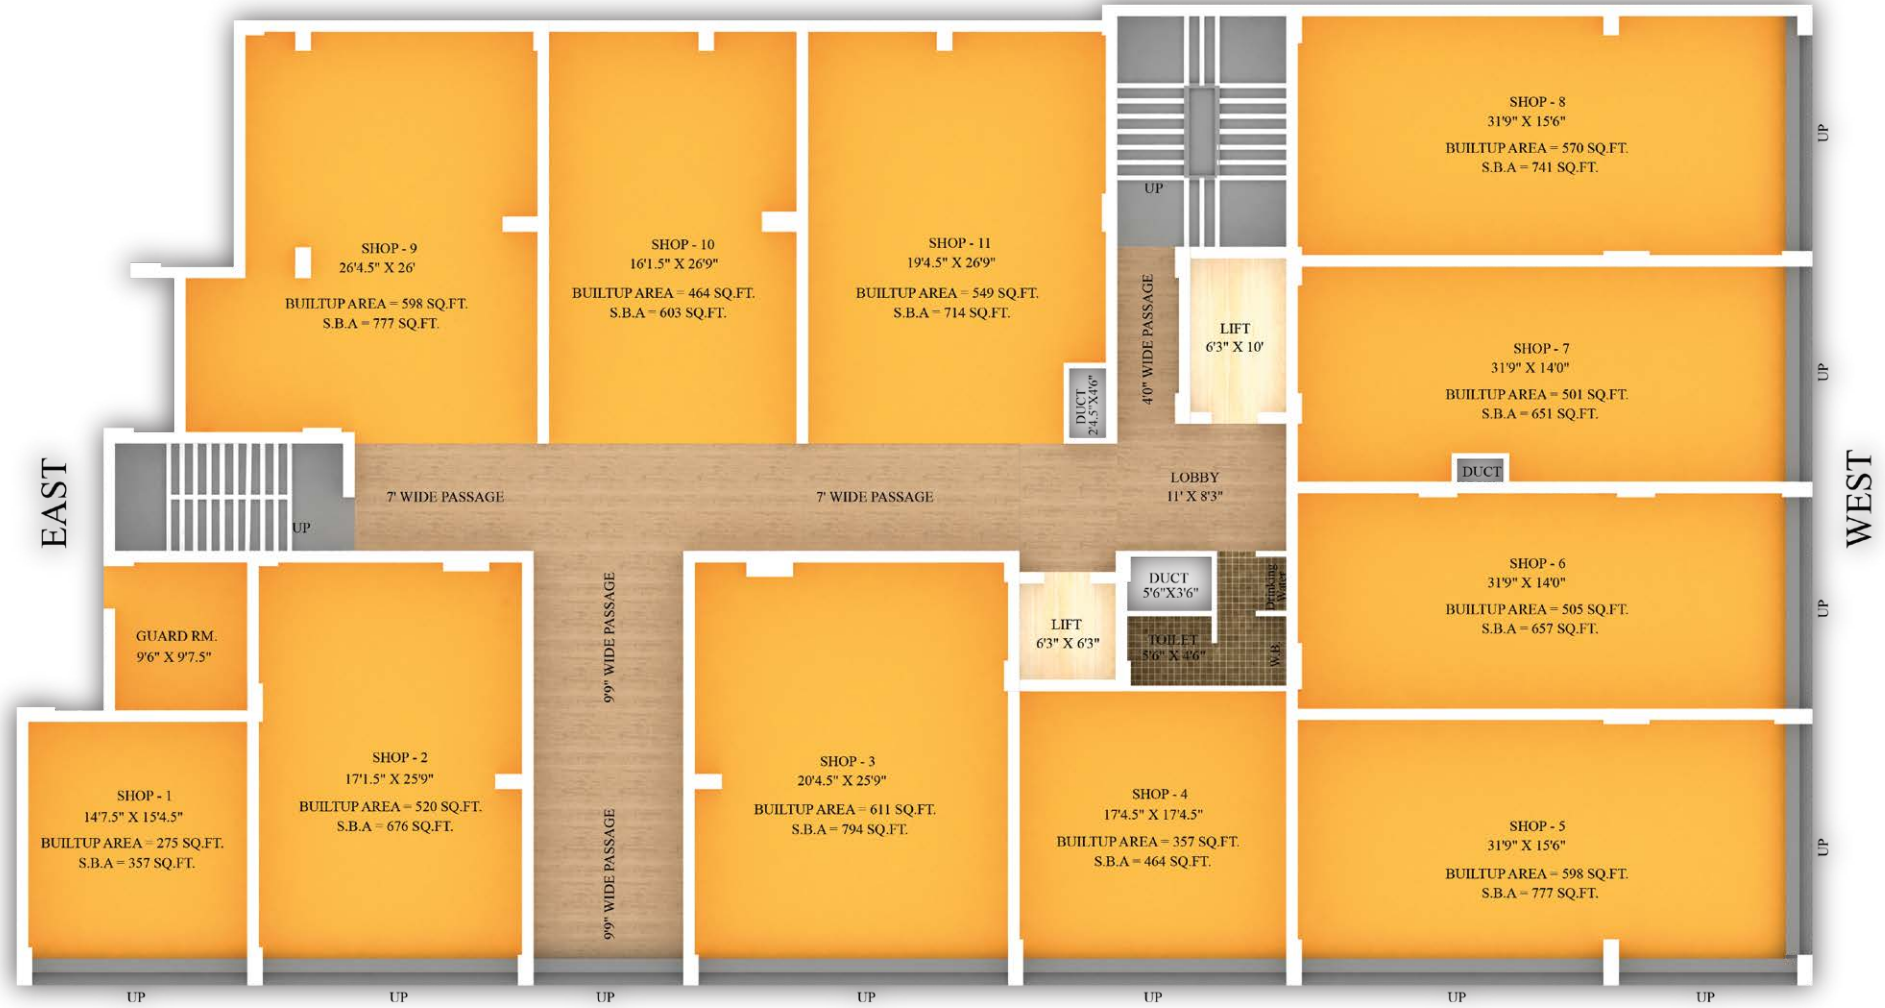 SHOP - 9
26'4.5" X 26'
BUILTUP AREA = 598 SQ.FT.
S.B.A = 777 SQ.FT.
SHOP - 10
16'1.5" X 26'9"
BUILTUP AREA = 464 SQ.FT.
S.B.A = 603 SQ.FT.
SHOP - 11
19'4.5" X 26'9"
BUILTUP AREA = 549 SQ.FT.
S.B.A = 714 SQ.FT.
DUCT
2'4.5"X4'6"
UP
4'0" WIDE PASSAGE
LIFT
6'3" X 10'
SHOP - 8
31'9" X 15'6"
BUILTUP AREA = 570 SQ.FT.
S.B.A = 741 SQ.FT.
UP
SHOP - 7
31'9" X 14'0"
BUILTUP AREA = 501 SQ.FT.
S.B.A = 651 SQ.FT.
DUCT
UP
EAST
UP
7' WIDE PASSAGE
7' WIDE PASSAGE
LOBBY
11' X 8'3"
WEST
SHOP - 6
31'9" X 14'0"
BUILTUP AREA = 505 SQ.FT.
S.B.A = 657 SQ.FT.
UP
GUARD RM.
9'6" X 9'7.5"
9'9" WIDE PASSAGE
LIFT
6'3" X 6'3"
DUCT
5'6"X3'6"
Drinking
Water
TOILET
5'6" X 4'6"
W.B.
SHOP - 1
14'7.5" X 15'4.5"
BUILTUP AREA = 275 SQ.FT.
S.B.A = 357 SQ.FT.
SHOP - 2
17'1.5" X 25'9"
BUILTUP AREA = 520 SQ.FT.
S.B.A = 676 SQ.FT.
9'9" WIDE PASSAGE
SHOP - 3
20'4.5" X 25'9"
BUILTUP AREA = 611 SQ.FT.
S.B.A = 794 SQ.FT.
SHOP - 4
17'4.5" X 17'4.5"
BUILTUP AREA = 357 SQ.FT.
S.B.A = 464 SQ.FT.
SHOP - 5
31'9" X 15'6"
BUILTUP AREA = 598 SQ.FT.
S.B.A = 777 SQ.FT.
UP
UP
UP
UP
UP
UP
UP
UP